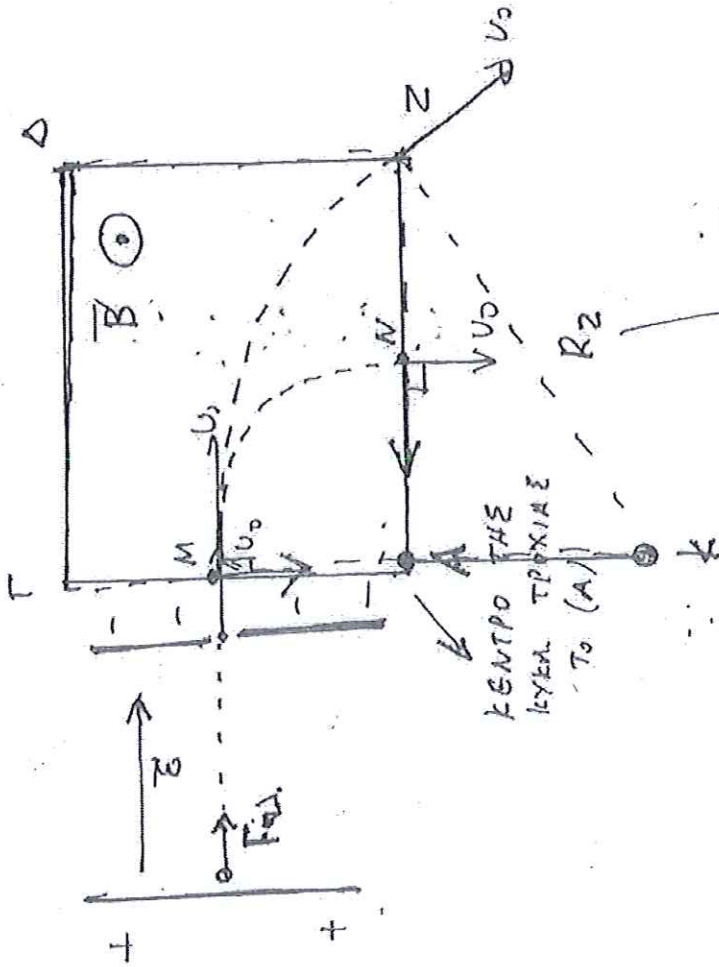 Γ
Δ
B
+
+
ε
M
υ₀
υ₀
N
υ₀
Z
υ₀
A
R₂
K
ΚΕΝΤΡΟ ΤΗΣ
ΚΥΚΛ. ΤΡΟΧΙΑΣ
ΤΟ (Α)